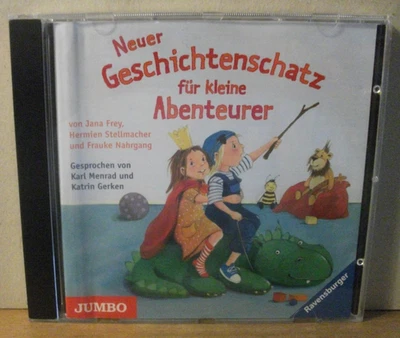 Neuer
Geschichtenschatz
für kleine
Abenteurer
von Jana Frey,
Hermien Stellmacher
und Frauke Nahrgang
Gesprochen von
Karl Menrad und
Katrin Gerken
JUMBO
Ravensburger